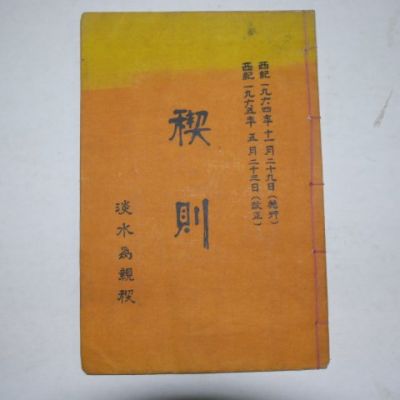 西紀一九六四年十一月二十九日(施行)
西紀一九六五年五月二十三日(改正)
稧則
淡水為親稧